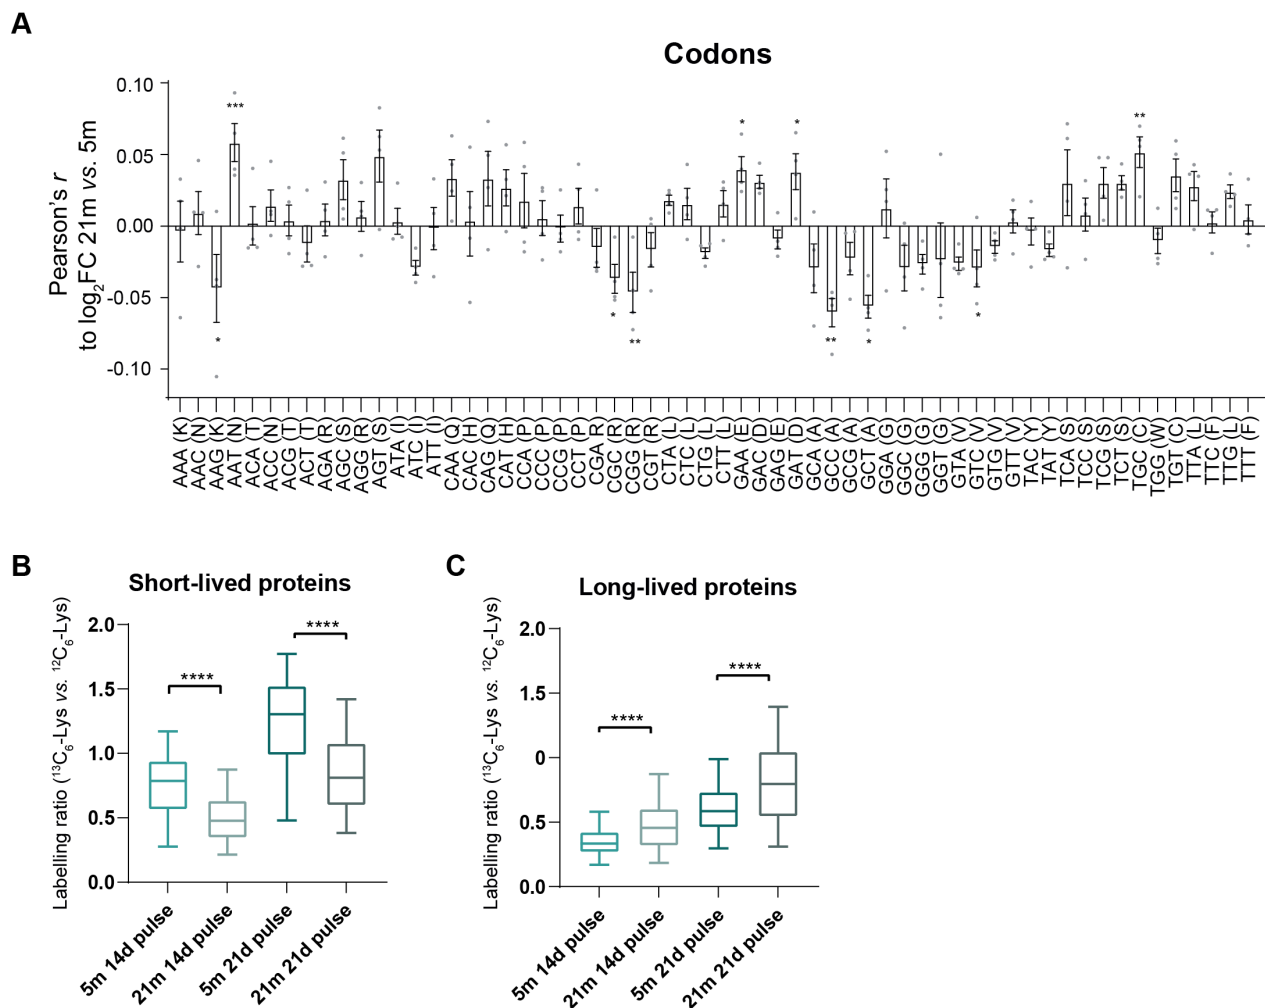 A
Codons
Pearson's r
to log2FC 21m vs. 5m
0.10
0.05
0.00
-0.05
-0.10
***
*
*
**
*
**
*
**
*
*
AAA (K)
AAC (N)
AAG (K)
AAT (N)
ACA (T)
ACC (N)
ACG (T)
ACT (T)
AGA (R)
AGC (S)
AGG (R)
AGT (S)
ATA (I)
ATC (I)
ATT (I)
CAA (Q)
CAC (H)
CAG (Q)
CAT (H)
CCA (P)
CCC (P)
CCG (P)
CCT (P)
CGA (R)
CGC (R)
CGG (R)
CGT (R)
CTA (L)
CTC (L)
CTG (L)
CTT (L)
GAA (E)
GAC (D)
GAG (E)
GAT (D)
GCA (A)
GCC (A)
GCG (A)
GCT (A)
GGA (G)
GGC (G)
GGG (G)
GGT (G)
GTA (V)
GTC (V)
GTG (V)
GTT (V)
TAC (Y)
TAT (Y)
TCA (S)
TCC (S)
TCG (S)
TCT (S)
TGC (C)
TGG (W)
TGT (C)
TTA (L)
TTC (F)
TTG (L)
TTT (F)
B
Short-lived proteins
Labelling ratio (13C6-Lys vs. 12C6-Lys)
2.0
1.5
1.0
0.5
0.0
****
****
5m 14d pulse
21m 14d pulse
5m 21d pulse
21m 21d pulse
C
Long-lived proteins
Labelling ratio (13C6-Lys vs. 12C6-Lys)
2.0
1.5
0
0.5
0.0
****
****
5m 14d pulse
21m 14d pulse
5m 21d pulse
21m 21d pulse